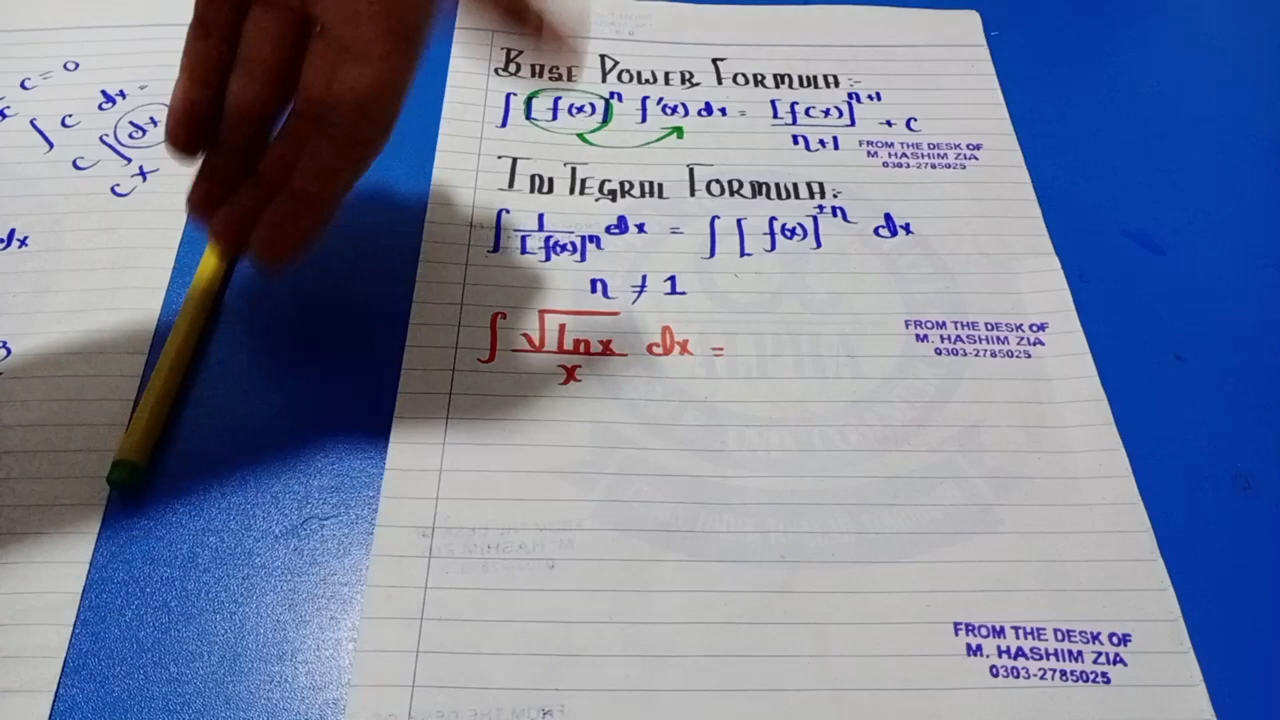 c = 0
∫ c dx =
c ∫ dx
cx
dx
BASE POWER FORMULA:-
∫ [f(x)]^n f'(x) dx = [f(x)]^n+1 / n+1 + c
FROM THE DESK OF
M. HASHIM ZIA
0303-2785025
INTEGRAL FORMULA:-
∫ 1/[f(x)]^n dx = ∫ [f(x)]^±n dx
n ≠ 1
∫ √Lnx / x dx =
FROM THE DESK OF
M. HASHIM ZIA
0303-2785025
FROM THE DESK OF
M. HASHIM ZIA
0303-2785025